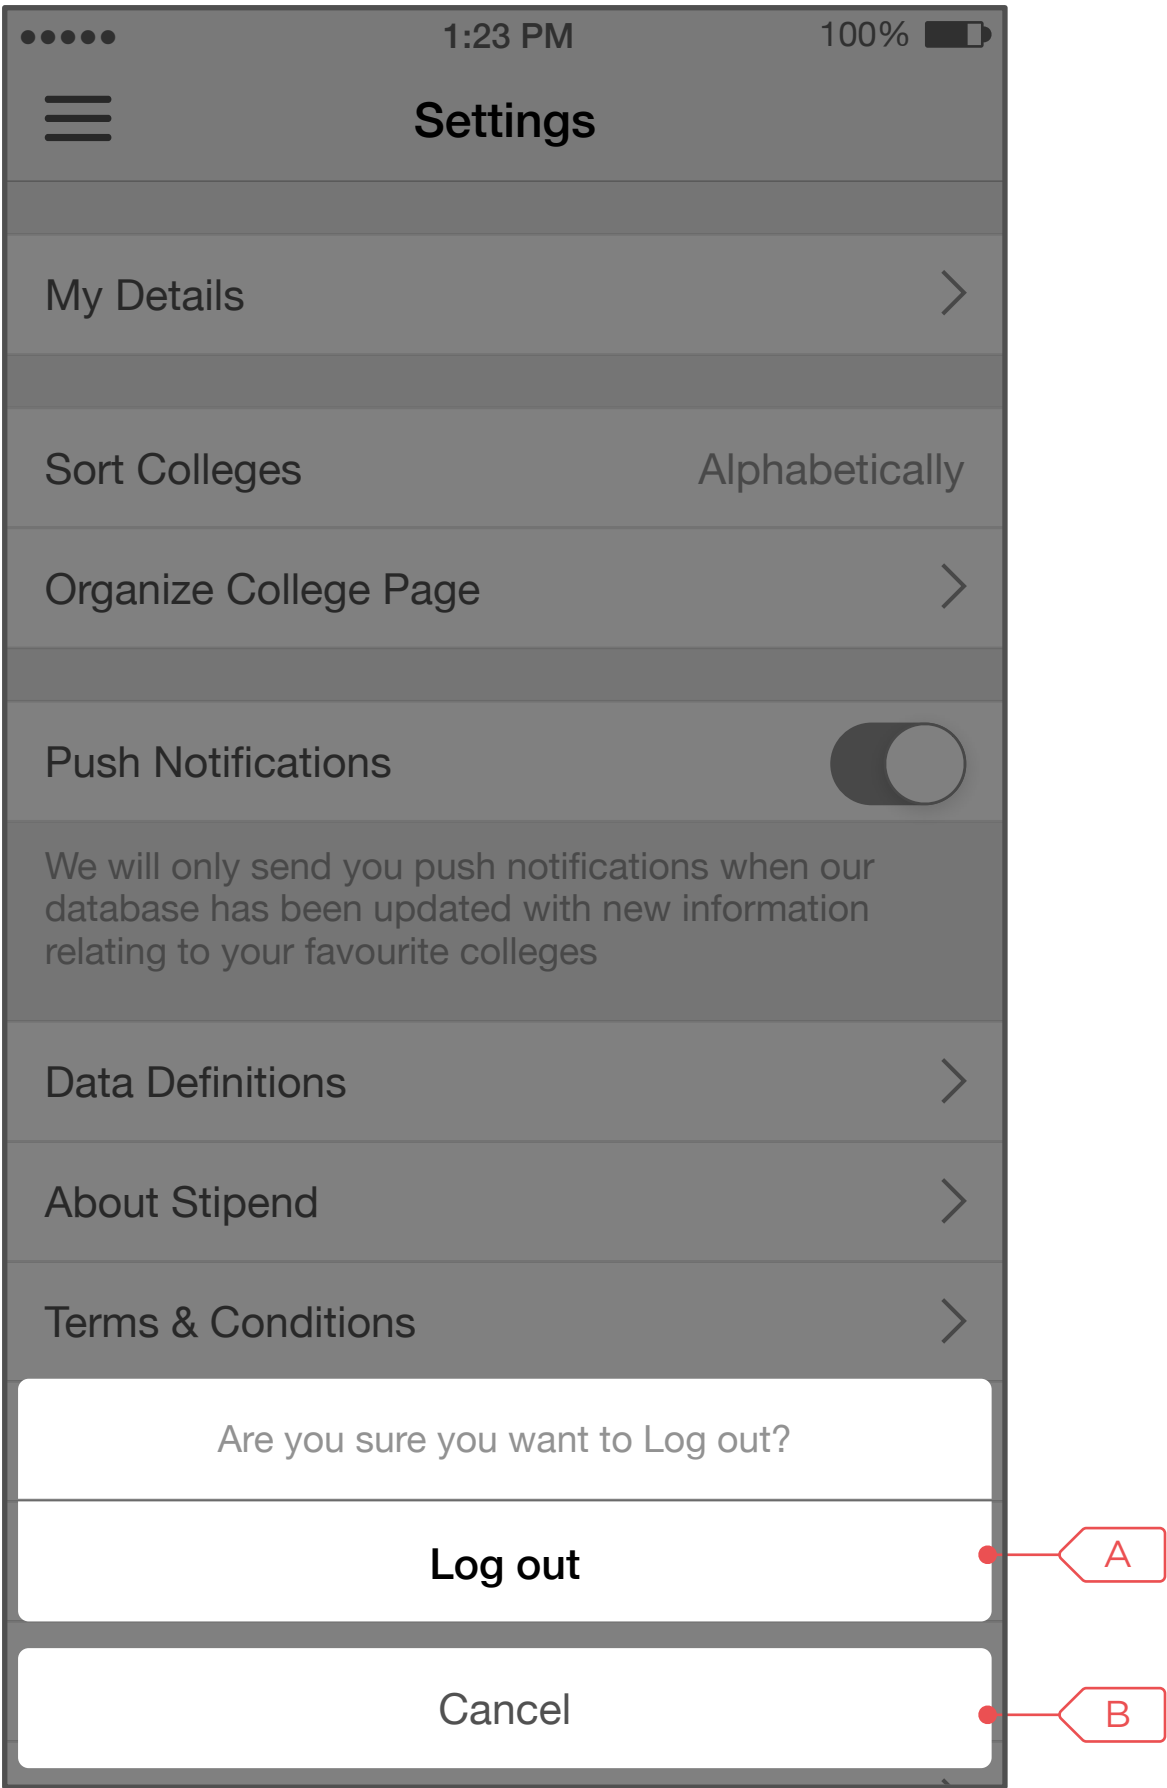 1:23 PM
100%
Settings
My Details
Sort Colleges Alphabetically
Organize College Page
Push Notifications
We will only send you push notifications when our
database has been updated with new information
relating to your favourite colleges
Data Definitions
About Stipend
Terms & Conditions
Are you sure you want to Log out?
Log out
A
Cancel
B